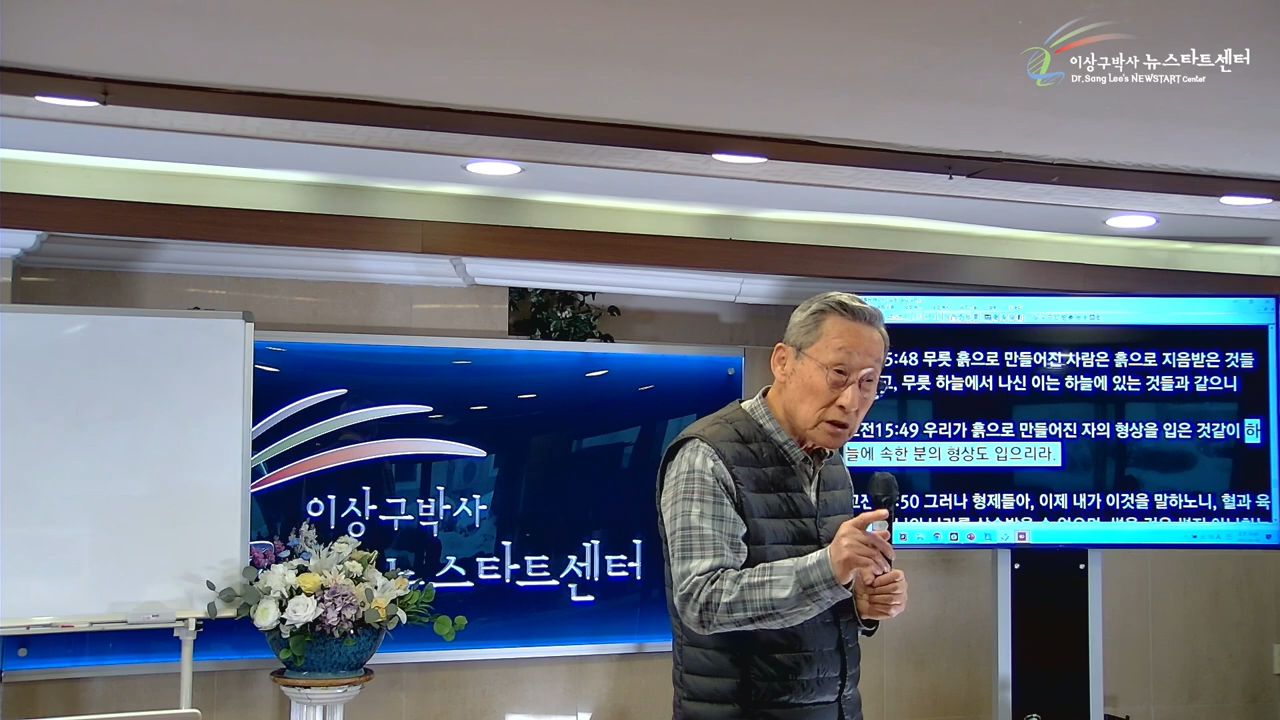 이상구박사 뉴스타트센터
Dr. Sang Lee's NEWSTART Center
이상구박사
뉴스타트센터
15:48 무릇 흙으로 만들어진 사람은 흙으로 지음받은 것들
고, 무릇 하늘에서 나신 이는 하늘에 있는 것들과 같으니
고전15:49 우리가 흙으로 만들어진 자의 형상을 입은 것같이 하
늘에 속한 분의 형상도 입으리라.
고전 :50 그러나 형제들아, 이제 내가 이것을 말하노니, 혈과 육